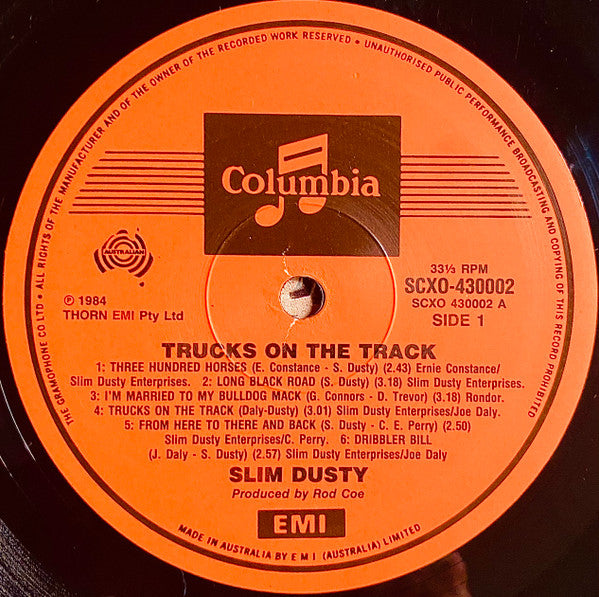 THE GRAMOPHONE CO LTD • ALL RIGHTS OF THE MANUFACTURER AND OF THE OWNER OF THE RECORDED WORK RESERVED • UNAUTHORISED PUBLIC PERFORMANCE BROADCASTING AND COPYING OF THIS RECORD PROHIBITED
Columbia
AUSTRALIAN
℗ 1984
THORN EMI Pty Ltd
33⅓ RPM
SCXO-430002
SCXO 430002 A
SIDE 1
TRUCKS ON THE TRACK
1: THREE HUNDRED HORSES (E. Constance - S. Dusty) (2.43) Ernie Constance/
Slim Dusty Enterprises. 2: LONG BLACK ROAD (S. Dusty) (3.18) Slim Dusty Enterprises.
3: I'M MARRIED TO MY BULLDOG MACK (G. Connors - D. Trevor) (3.18) Rondor.
4: TRUCKS ON THE TRACK (Daly-Dusty) (3.01) Slim Dusty Enterprises/Joe Daly.
5: FROM HERE TO THERE AND BACK (S. Dusty - C. E. Perry) (2.50)
Slim Dusty Enterprises/C. Perry. 6: DRIBBLER BILL
(J. Daly - S. Dusty) (2.57) Slim Dusty Enterprises/Joe Daly
SLIM DUSTY
Produced by Rod Coe
EMI
MADE IN AUSTRALIA BY E M I (AUSTRALIA) LIMITED